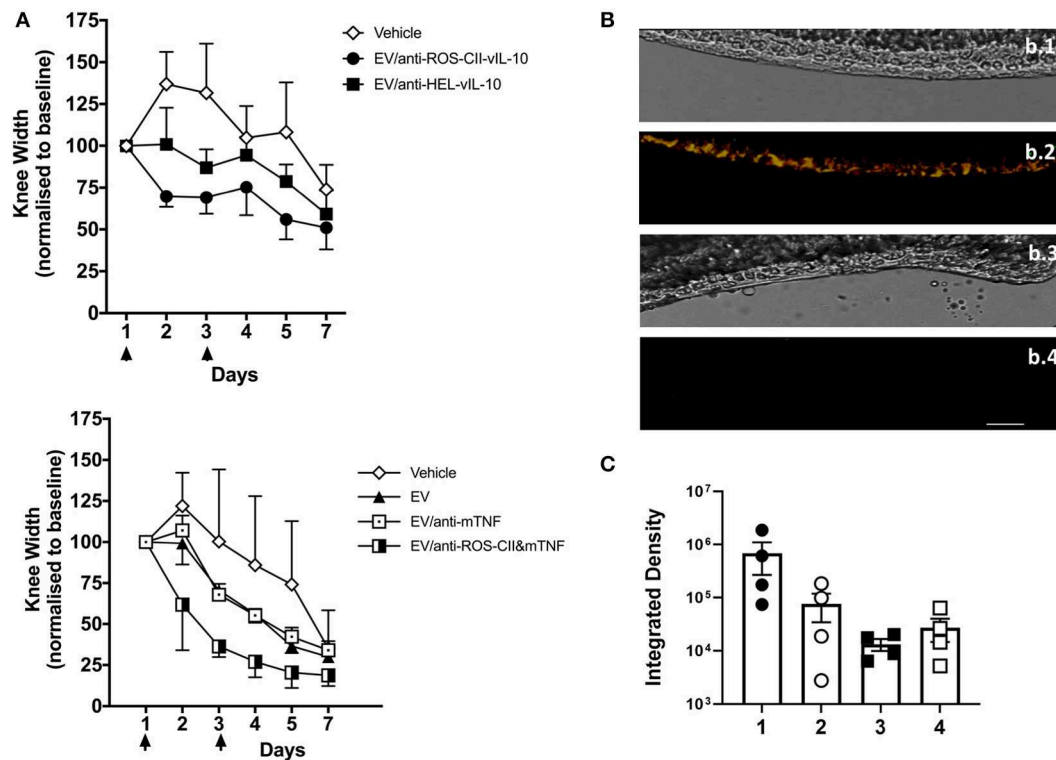 A
175
150
125
100
75
50
25
0
Knee Width
(normalised to baseline)
1 2 3 4 5 7
Days
Vehicle
EV/anti-ROS-CII-vIL-10
EV/anti-HEL-vIL-10
175
150
125
100
75
50
25
0
Knee Width
(normalised to baseline)
1 2 3 4 5 7
Days
Vehicle
EV
EV/anti-mTNF
EV/anti-ROS-CII&mTNF
B
b.1
b.2
b.3
b.4
C
10⁷
10⁶
10⁵
10⁴
10³
Integrated Density
1 2 3 4